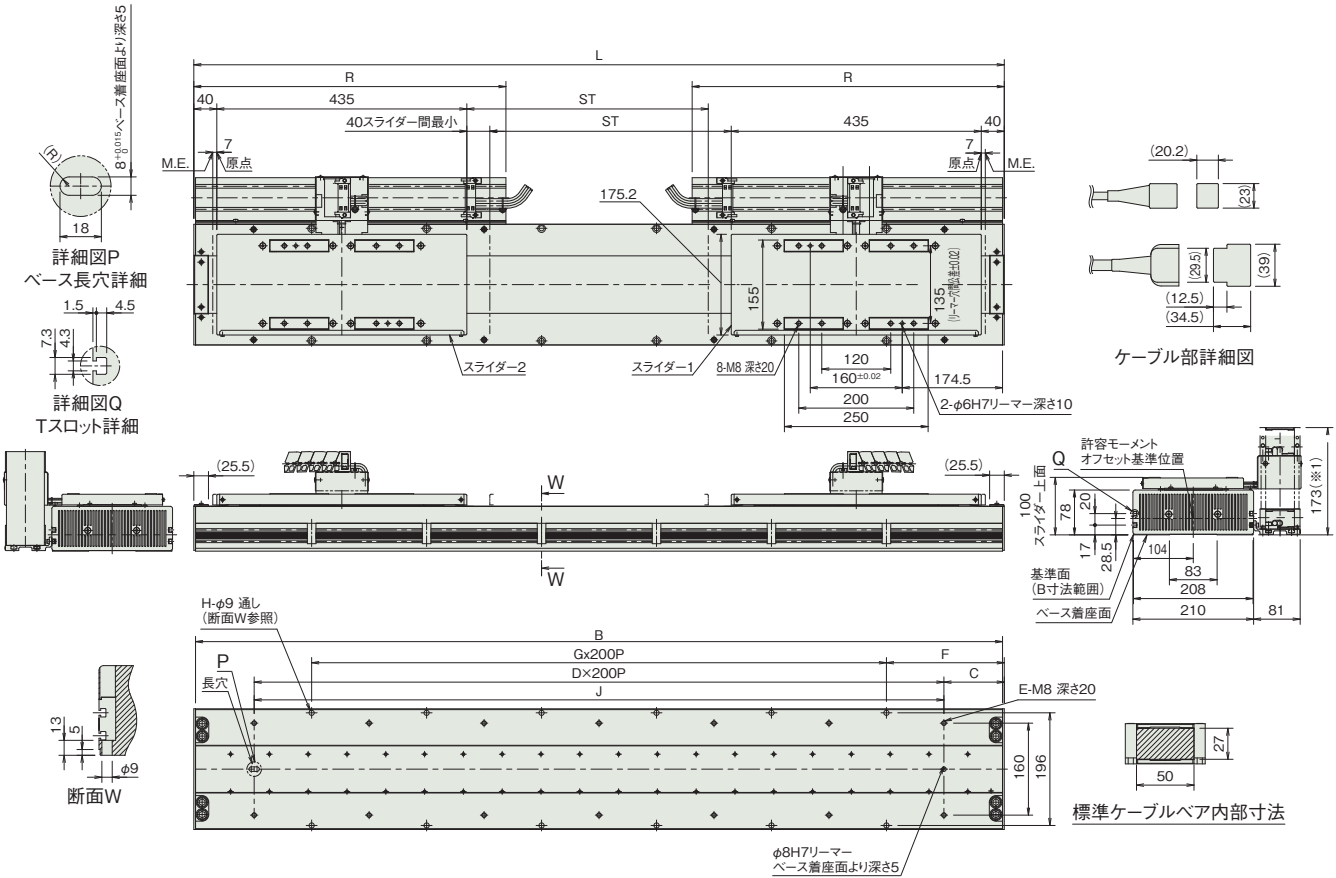 L
R
R
40
435
ST
40スライダー間最小
ST
435
40
7
原点
M.E.
7
原点
M.E.
8 +0.015 0 ベース着座面より深さ5
(R)
18
詳細図P
ベース長穴詳細
1.5
4.5
7.3
4.3
詳細図Q
Tスロット詳細
175.2
155
135
(リーマー穴間公差±0.02)
スライダー2
スライダー1
8-M8 深さ20
120
160±0.02
174.5
200
250
2-φ6H7リーマー深さ10
(20.2)
(23)
(29.5)
(39)
(12.5)
(34.5)
ケーブル部詳細図
(25.5)
W
W
(25.5)
許容モーメント
オフセット基準位置
Q
100
スライダー上面
78
20
17
28.5
104
83
208
210
81
173(※1)
基準面
(B寸法範囲)
ベース着座面
H-φ9 通し
(断面W参照)
B
Gx200P
F
D×200P
C
J
P
長穴
E-M8 深さ20
160
196
φ8H7リーマー
ベース着座面より深さ5
13
5
φ9
断面W
27
50
標準ケーブルベア内部寸法